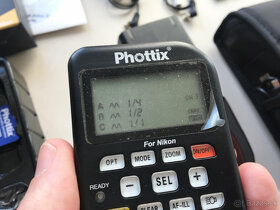 Phottix
A 1/4
B 1/2
C 1/1
For Nikon
OPT MODE ZOOM ON/OFF
READY
− SEL +
CLEAR AF-ILL
Phottix